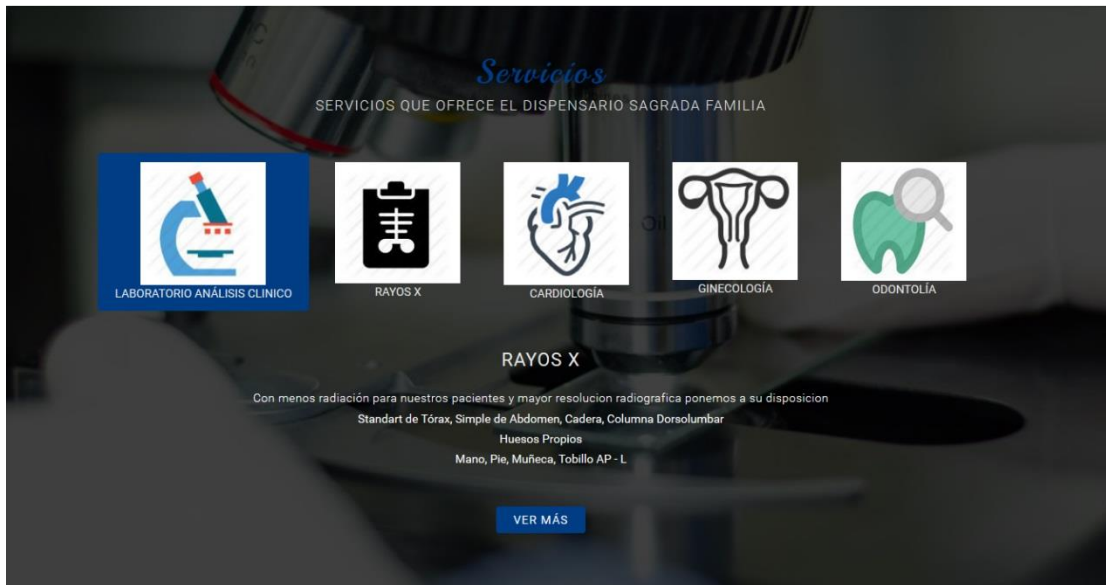 Servicios
SERVICIOS QUE OFRECE EL DISPENSARIO SAGRADA FAMILIA
LABORATORIO ANÁLISIS CLINICO
RAYOS X
CARDIOLOGÍA
GINECOLOGÍA
ODONTOLÍA
Oil
RAYOS X
Con menos radiación para nuestros pacientes y mayor resolucion radiografica ponemos a su disposicion
Standart de Tórax, Simple de Abdomen, Cadera, Columna Dorsolumbar
Huesos Propios
Mano, Pie, Muñeca, Tobillo AP - L
VER MÁS